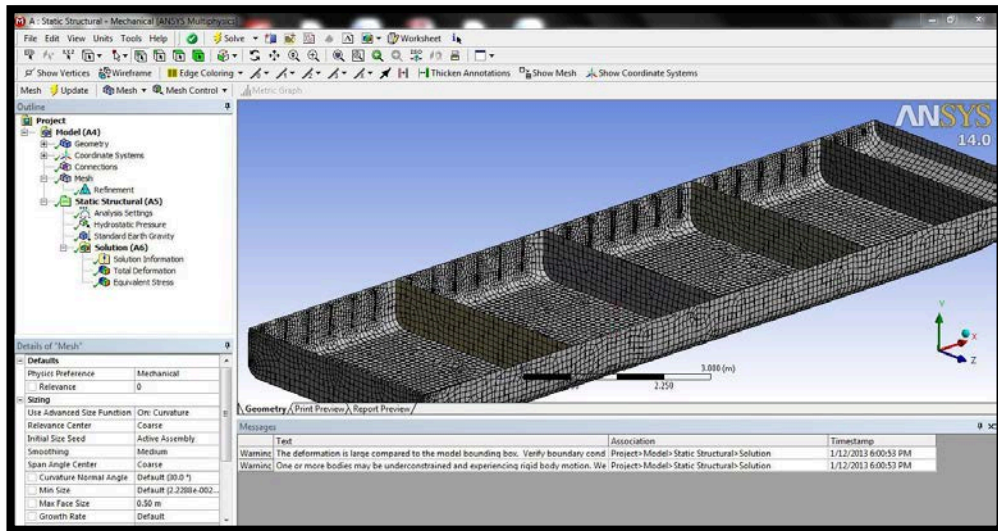 A : Static Structural - Mechanical [ANSYS Multiphysics]
File Edit View Units Tools Help Solve Worksheet
Show Vertices Wireframe Edge Coloring Thicken Annotations Show Mesh Show Coordinate Systems
Mesh Update Mesh Mesh Control Metric Graph
Outline
Project
Model (A4)
Geometry
Coordinate Systems
Connections
Mesh
Refinement
Static Structural (A5)
Analysis Settings
Hydrostatic Pressure
Standard Earth Gravity
Solution (A6)
Solution Information
Total Deformation
Equivalent Stress
ANSYS
14.0
Y
X
Z
3.000 (m)
2.250
Details of "Mesh"
Defaults
Physics Preference Mechanical
Relevance 0
Sizing
Use Advanced Size Function On: Curvature
Relevance Center Coarse
Initial Size Seed Active Assembly
Smoothing Medium
Span Angle Center Coarse
Curvature Normal Angle Default (30.0 °)
Min Size Default (2.2288e-002...
Max Face Size 0.50 m
Growth Rate Default
Geometry Print Preview Report Preview
Messages
Text Association Timestamp
Warning The deformation is large compared to the model bounding box. Verify boundary cond Project>Model>Static Structural>Solution 1/12/2013 6:00:53 PM
Warning One or more bodies may be underconstrained and experiencing rigid body motion. We Project>Model>Static Structural>Solution 1/12/2013 6:00:53 PM